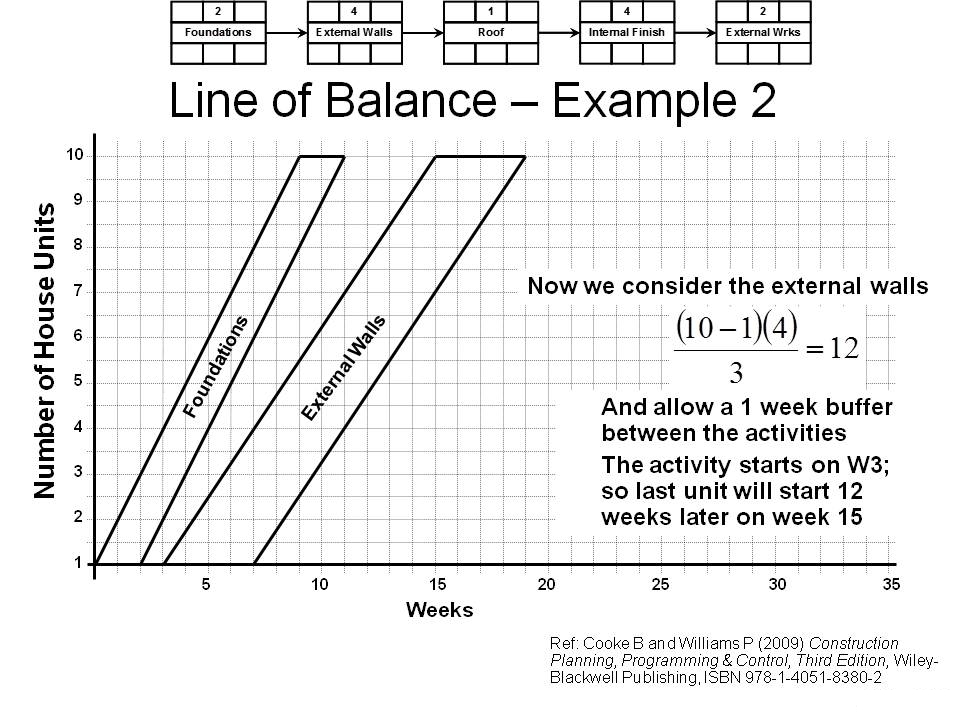 2 4 1 4 2
Foundations External Walls Roof Internal Finish External Wrks
Line of Balance – Example 2
10
9
8
7
6
5
4
3
2
1
Number of House Units
Foundations
External Walls
Now we consider the external walls
(10 – 1)(4)
3
= 12
And allow a 1 week buffer
between the activities
The activity starts on W3;
so last unit will start 12
weeks later on week 15
5 10 15 20 25 30 35
Weeks
Ref: Cooke B and Williams P (2009) Construction
Planning, Programming & Control, Third Edition, Wiley-
Blackwell Publishing, ISBN 978-1-4051-8380-2